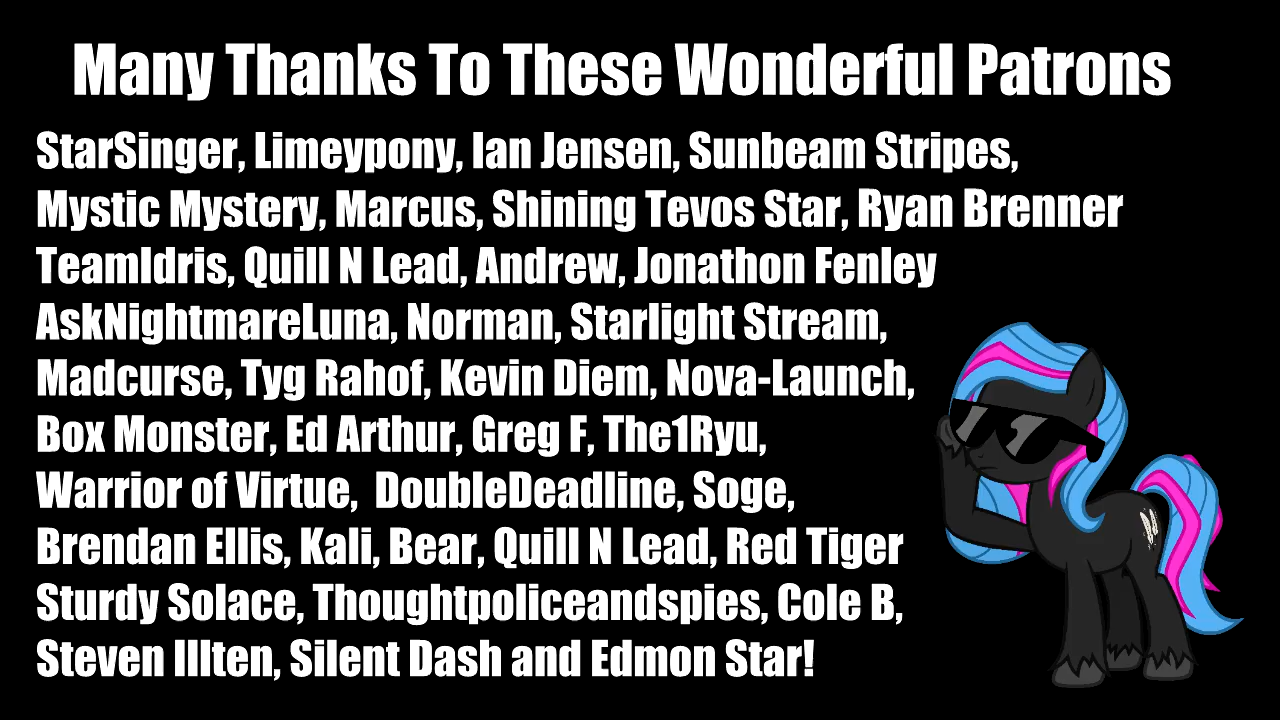 Many Thanks To These Wonderful Patrons
StarSinger, Limeypony, Ian Jensen, Sunbeam Stripes,
Mystic Mystery, Marcus, Shining Tevos Star, Ryan Brenner
TeamIdris, Quill N Lead, Andrew, Jonathon Fenley
AskNightmareLuna, Norman, Starlight Stream,
Madcurse, Tyg Rahof, Kevin Diem, Nova-Launch,
Box Monster, Ed Arthur, Greg F, The1Ryu,
Warrior of Virtue,  DoubleDeadline, Soge,
Brendan Ellis, Kali, Bear, Quill N Lead, Red Tiger
Sturdy Solace, Thoughtpoliceandspies, Cole B,
Steven Illten, Silent Dash and Edmon Star!